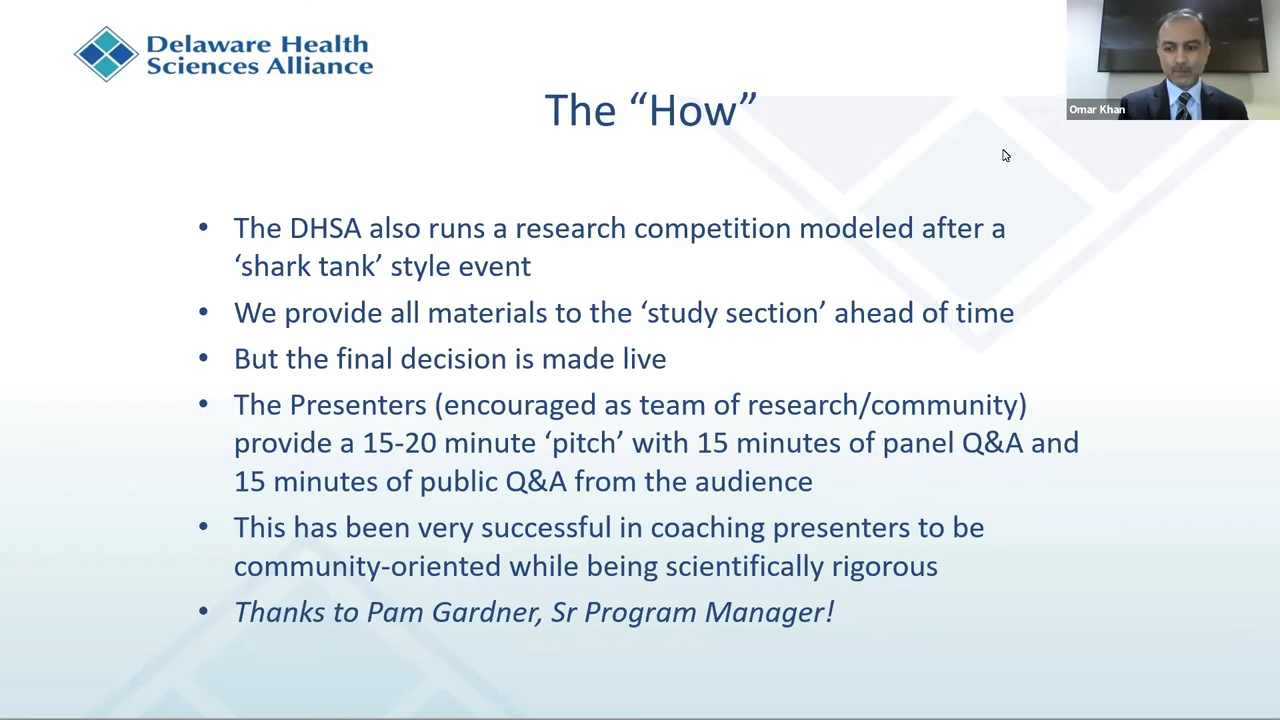 Delaware Health
Sciences Alliance
Omar Khan
The “How”
• The DHSA also runs a research competition modeled after a
‘shark tank’ style event
• We provide all materials to the ‘study section’ ahead of time
• But the final decision is made live
• The Presenters (encouraged as team of research/community)
provide a 15-20 minute ‘pitch’ with 15 minutes of panel Q&A and
15 minutes of public Q&A from the audience
• This has been very successful in coaching presenters to be
community-oriented while being scientifically rigorous
• Thanks to Pam Gardner, Sr Program Manager!